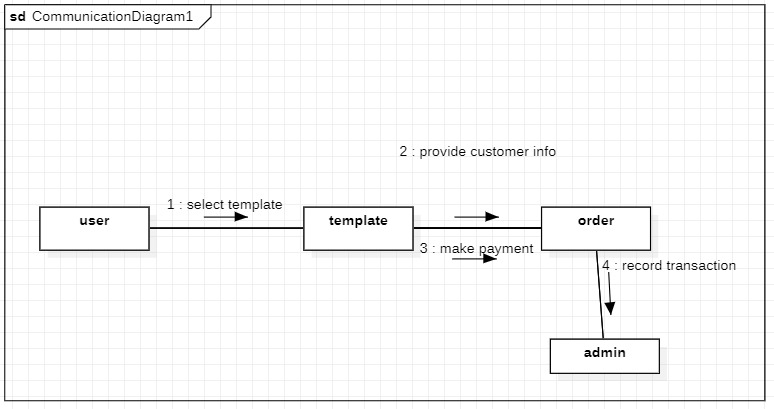 sd CommunicationDiagram1
2 : provide customer info
1 : select template
user
template
order
3 : make payment
4 : record transaction
admin